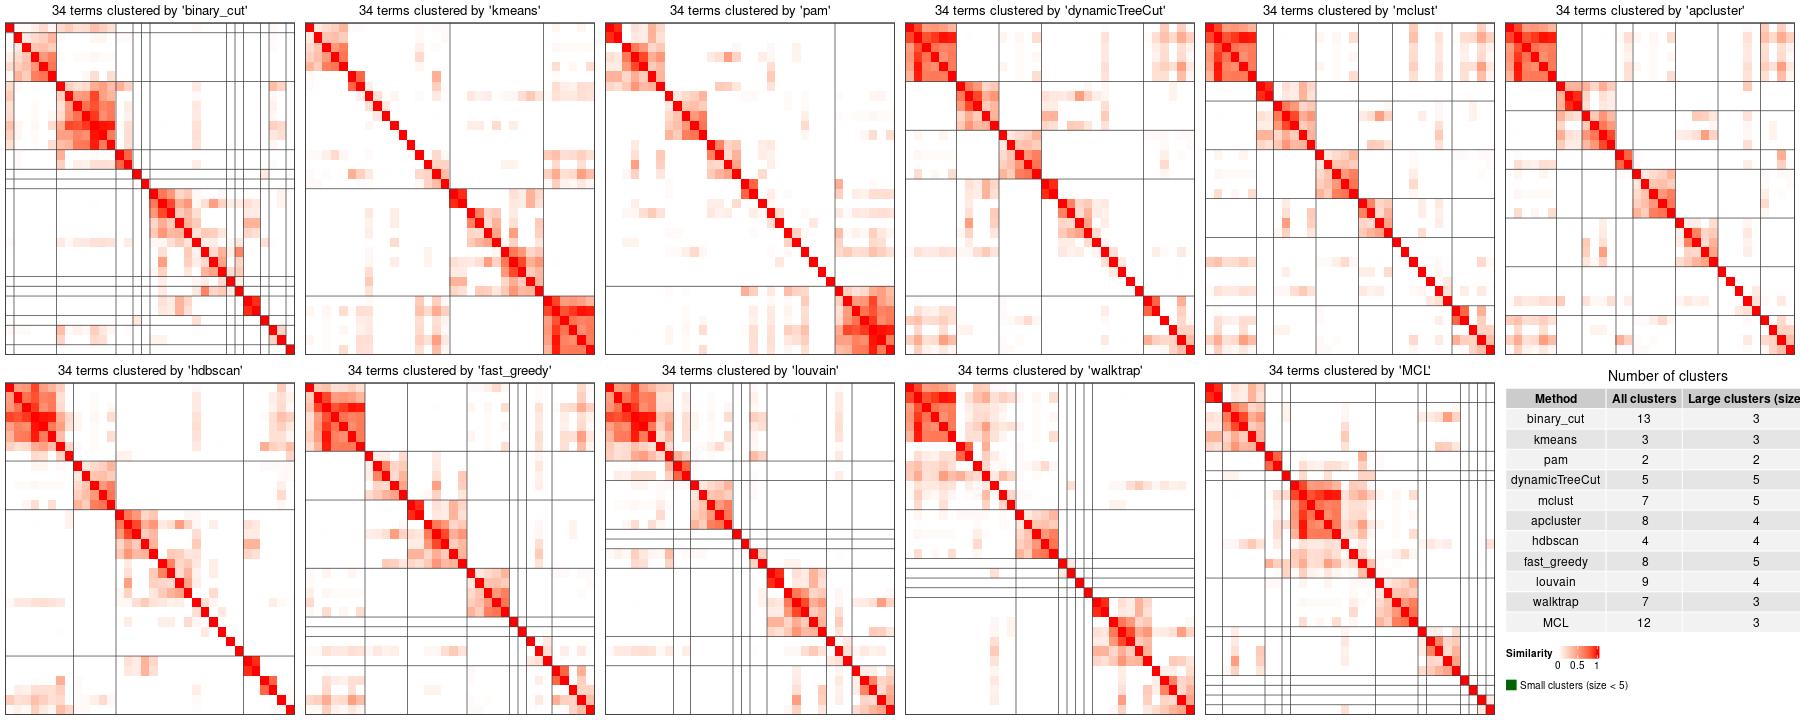 34 terms clustered by 'binary_cut'
34 terms clustered by 'kmeans'
34 terms clustered by 'pam'
34 terms clustered by 'dynamicTreeCut'
34 terms clustered by 'mclust'
34 terms clustered by 'apcluster'
34 terms clustered by 'hdbscan'
34 terms clustered by 'fast_greedy'
34 terms clustered by 'louvain'
34 terms clustered by 'walktrap'
34 terms clustered by 'MCL'
Number of clusters
Method All clusters Large clusters (size
binary_cut 13 3
kmeans 3 3
pam 2 2
dynamicTreeCut 5 5
mclust 7 5
apcluster 8 4
hdbscan 4 4
fast_greedy 8 5
louvain 9 4
walktrap 7 3
MCL 12 3
Similarity
0 0.5 1
Small clusters (size < 5)